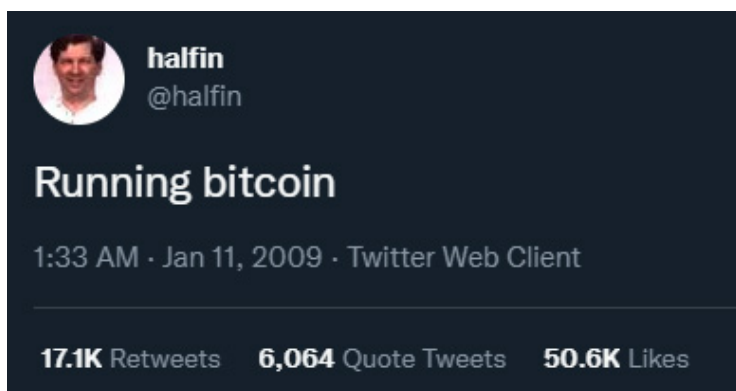 halfin
@halfin
Running bitcoin
1:33 AM · Jan 11, 2009 · Twitter Web Client
17.1K Retweets 6,064 Quote Tweets 50.6K Likes